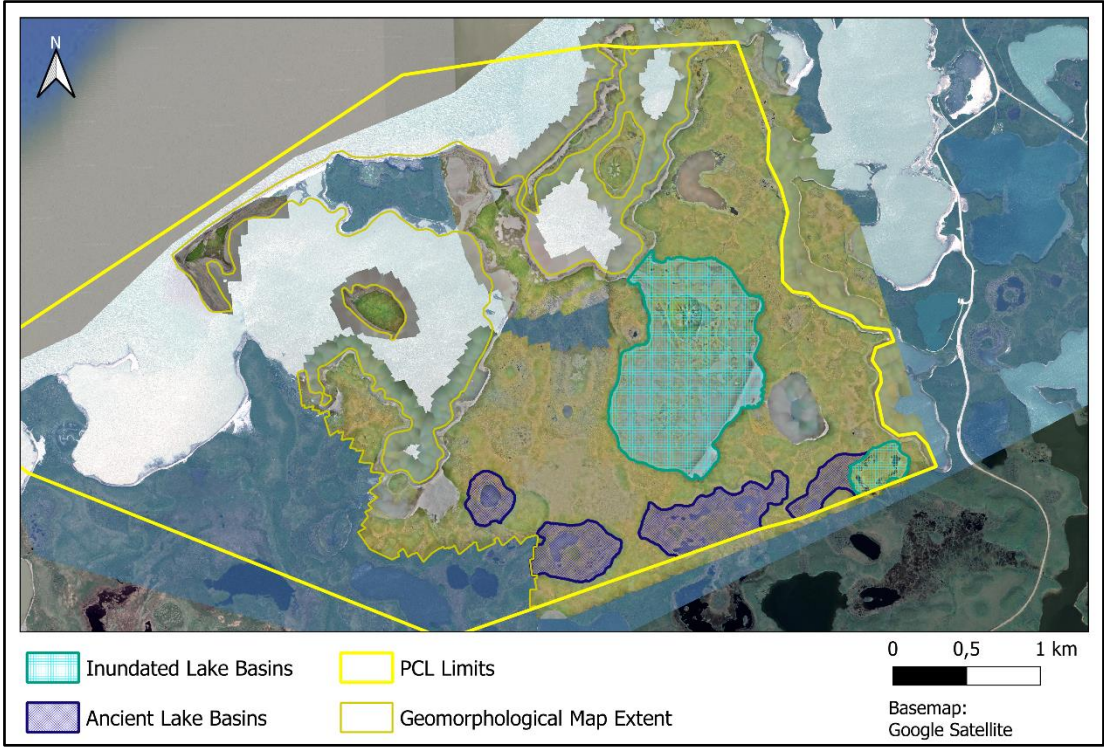 N
Inundated Lake Basins
PCL Limits
Ancient Lake Basins
Geomorphological Map Extent
0 0,5 1 km
Basemap:
Google Satellite